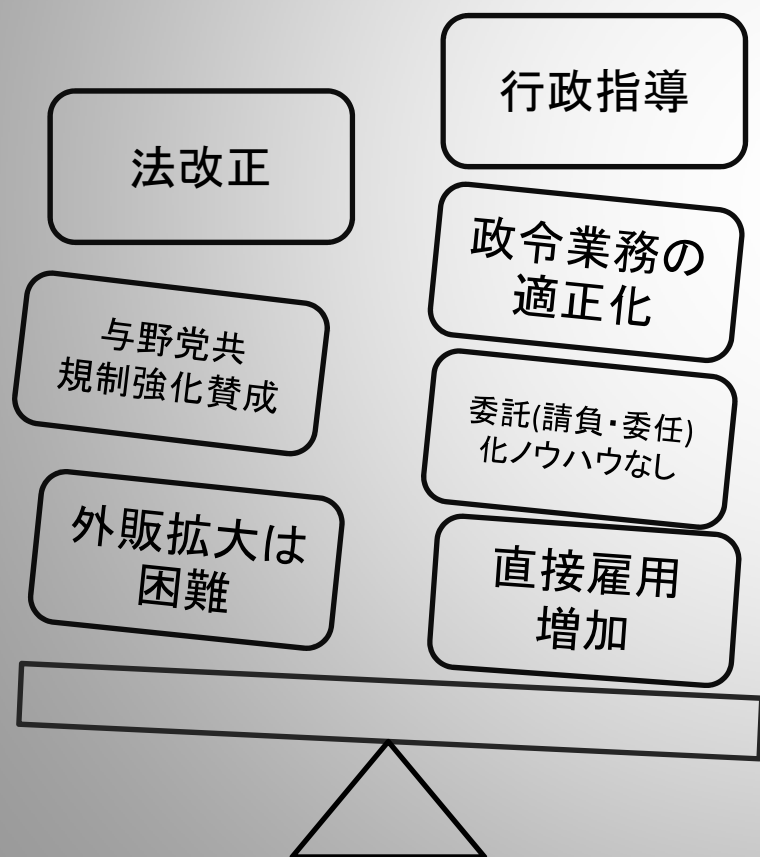 法改正
与野党共
規制強化賛成
外販拡大は
困難
行政指導
政令業務の
適正化
委託(請負・委任)
化ノウハウなし
直接雇用
増加